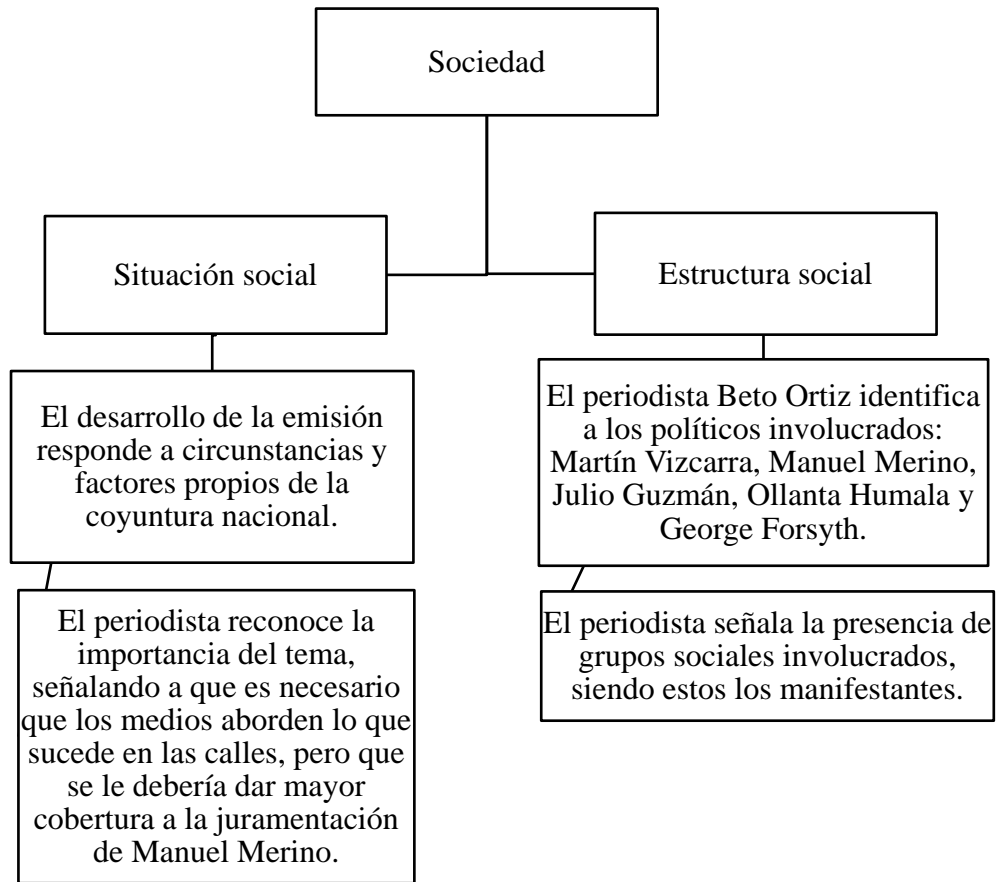 Sociedad
Situación social
El desarrollo de la emisión
responde a circunstancias y
factores propios de la
coyuntura nacional.
El periodista reconoce la
importancia del tema,
señalando a que es necesario
que los medios aborden lo que
sucede en las calles, pero que
se le debería dar mayor
cobertura a la juramentación
de Manuel Merino.
Estructura social
El periodista Beto Ortiz identifica
a los políticos involucrados:
Martín Vizcarra, Manuel Merino,
Julio Guzmán, Ollanta Humala y
George Forsyth.
El periodista señala la presencia de
grupos sociales involucrados,
siendo estos los manifestantes.